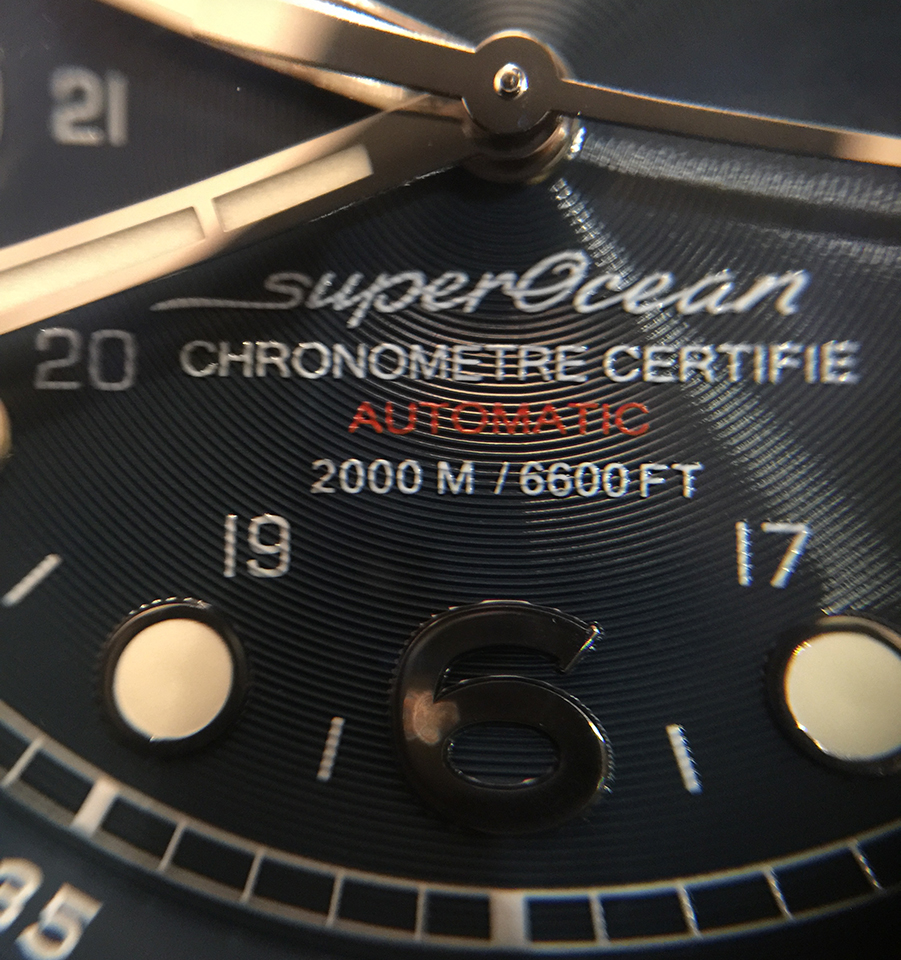 21
superOcean
20
CHRONOMETRE CERTIFIE
AUTOMATIC
2000 M / 6600 FT
19
17
6
35